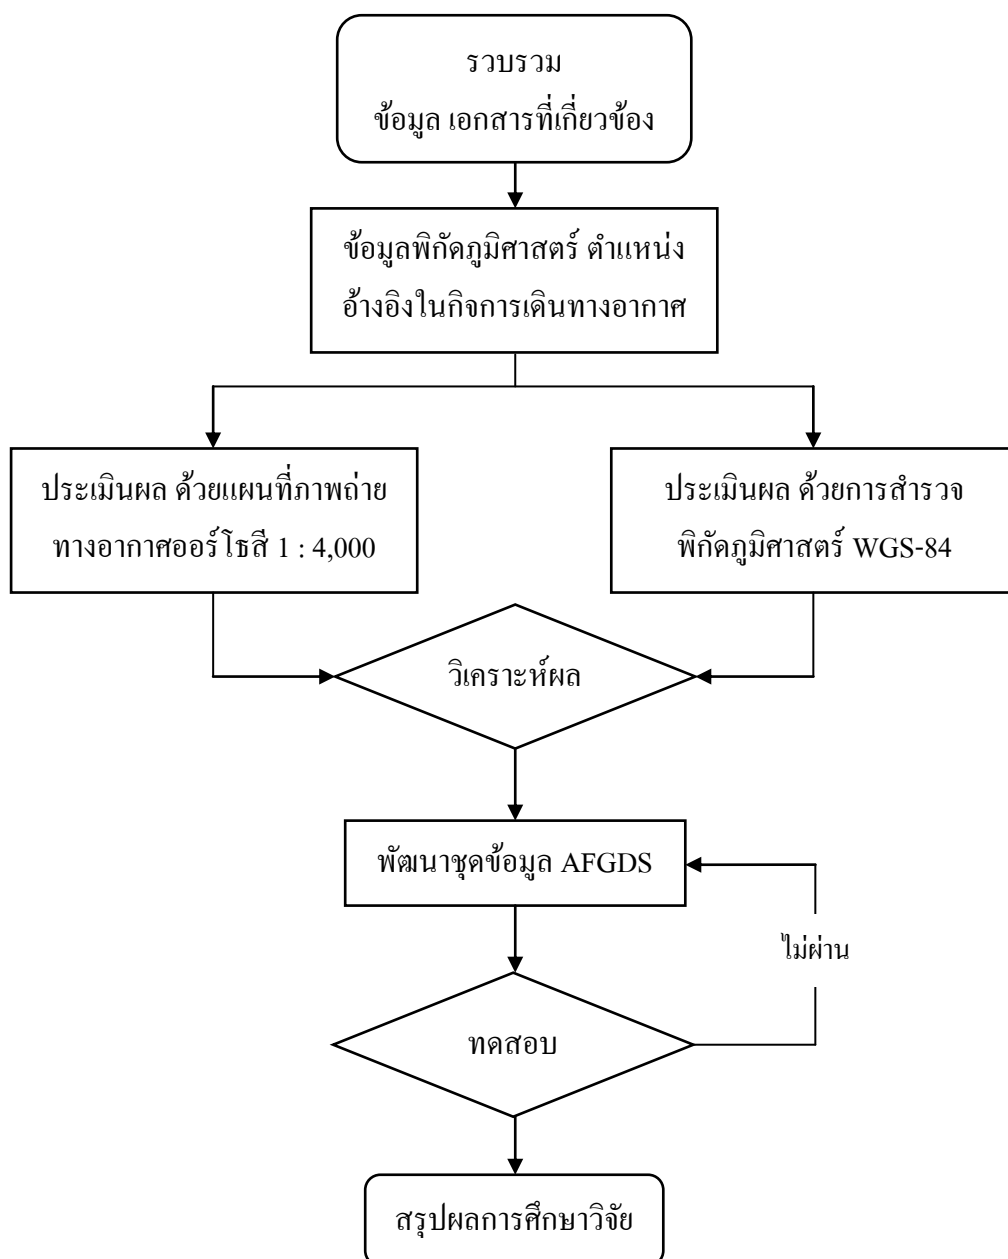 รวบรวม
ข้อมูล เอกสารที่เกี่ยวข้อง
ข้อมูลพิกัดภูมิศาสตร์ ตำแหน่ง
อ้างอิงในกิจการเดินทางอากาศ
ประเมินผล ด้วยแผนที่ภาพถ่าย
ทางอากาศออร์โธสี 1 : 4,000
ประเมินผล ด้วยการสำรวจ
พิกัดภูมิศาสตร์ WGS-84
วิเคราะห์ผล
พัฒนาชุดข้อมูล AFGDS
ไม่ผ่าน
ทดสอบ
สรุปผลการศึกษาวิจัย